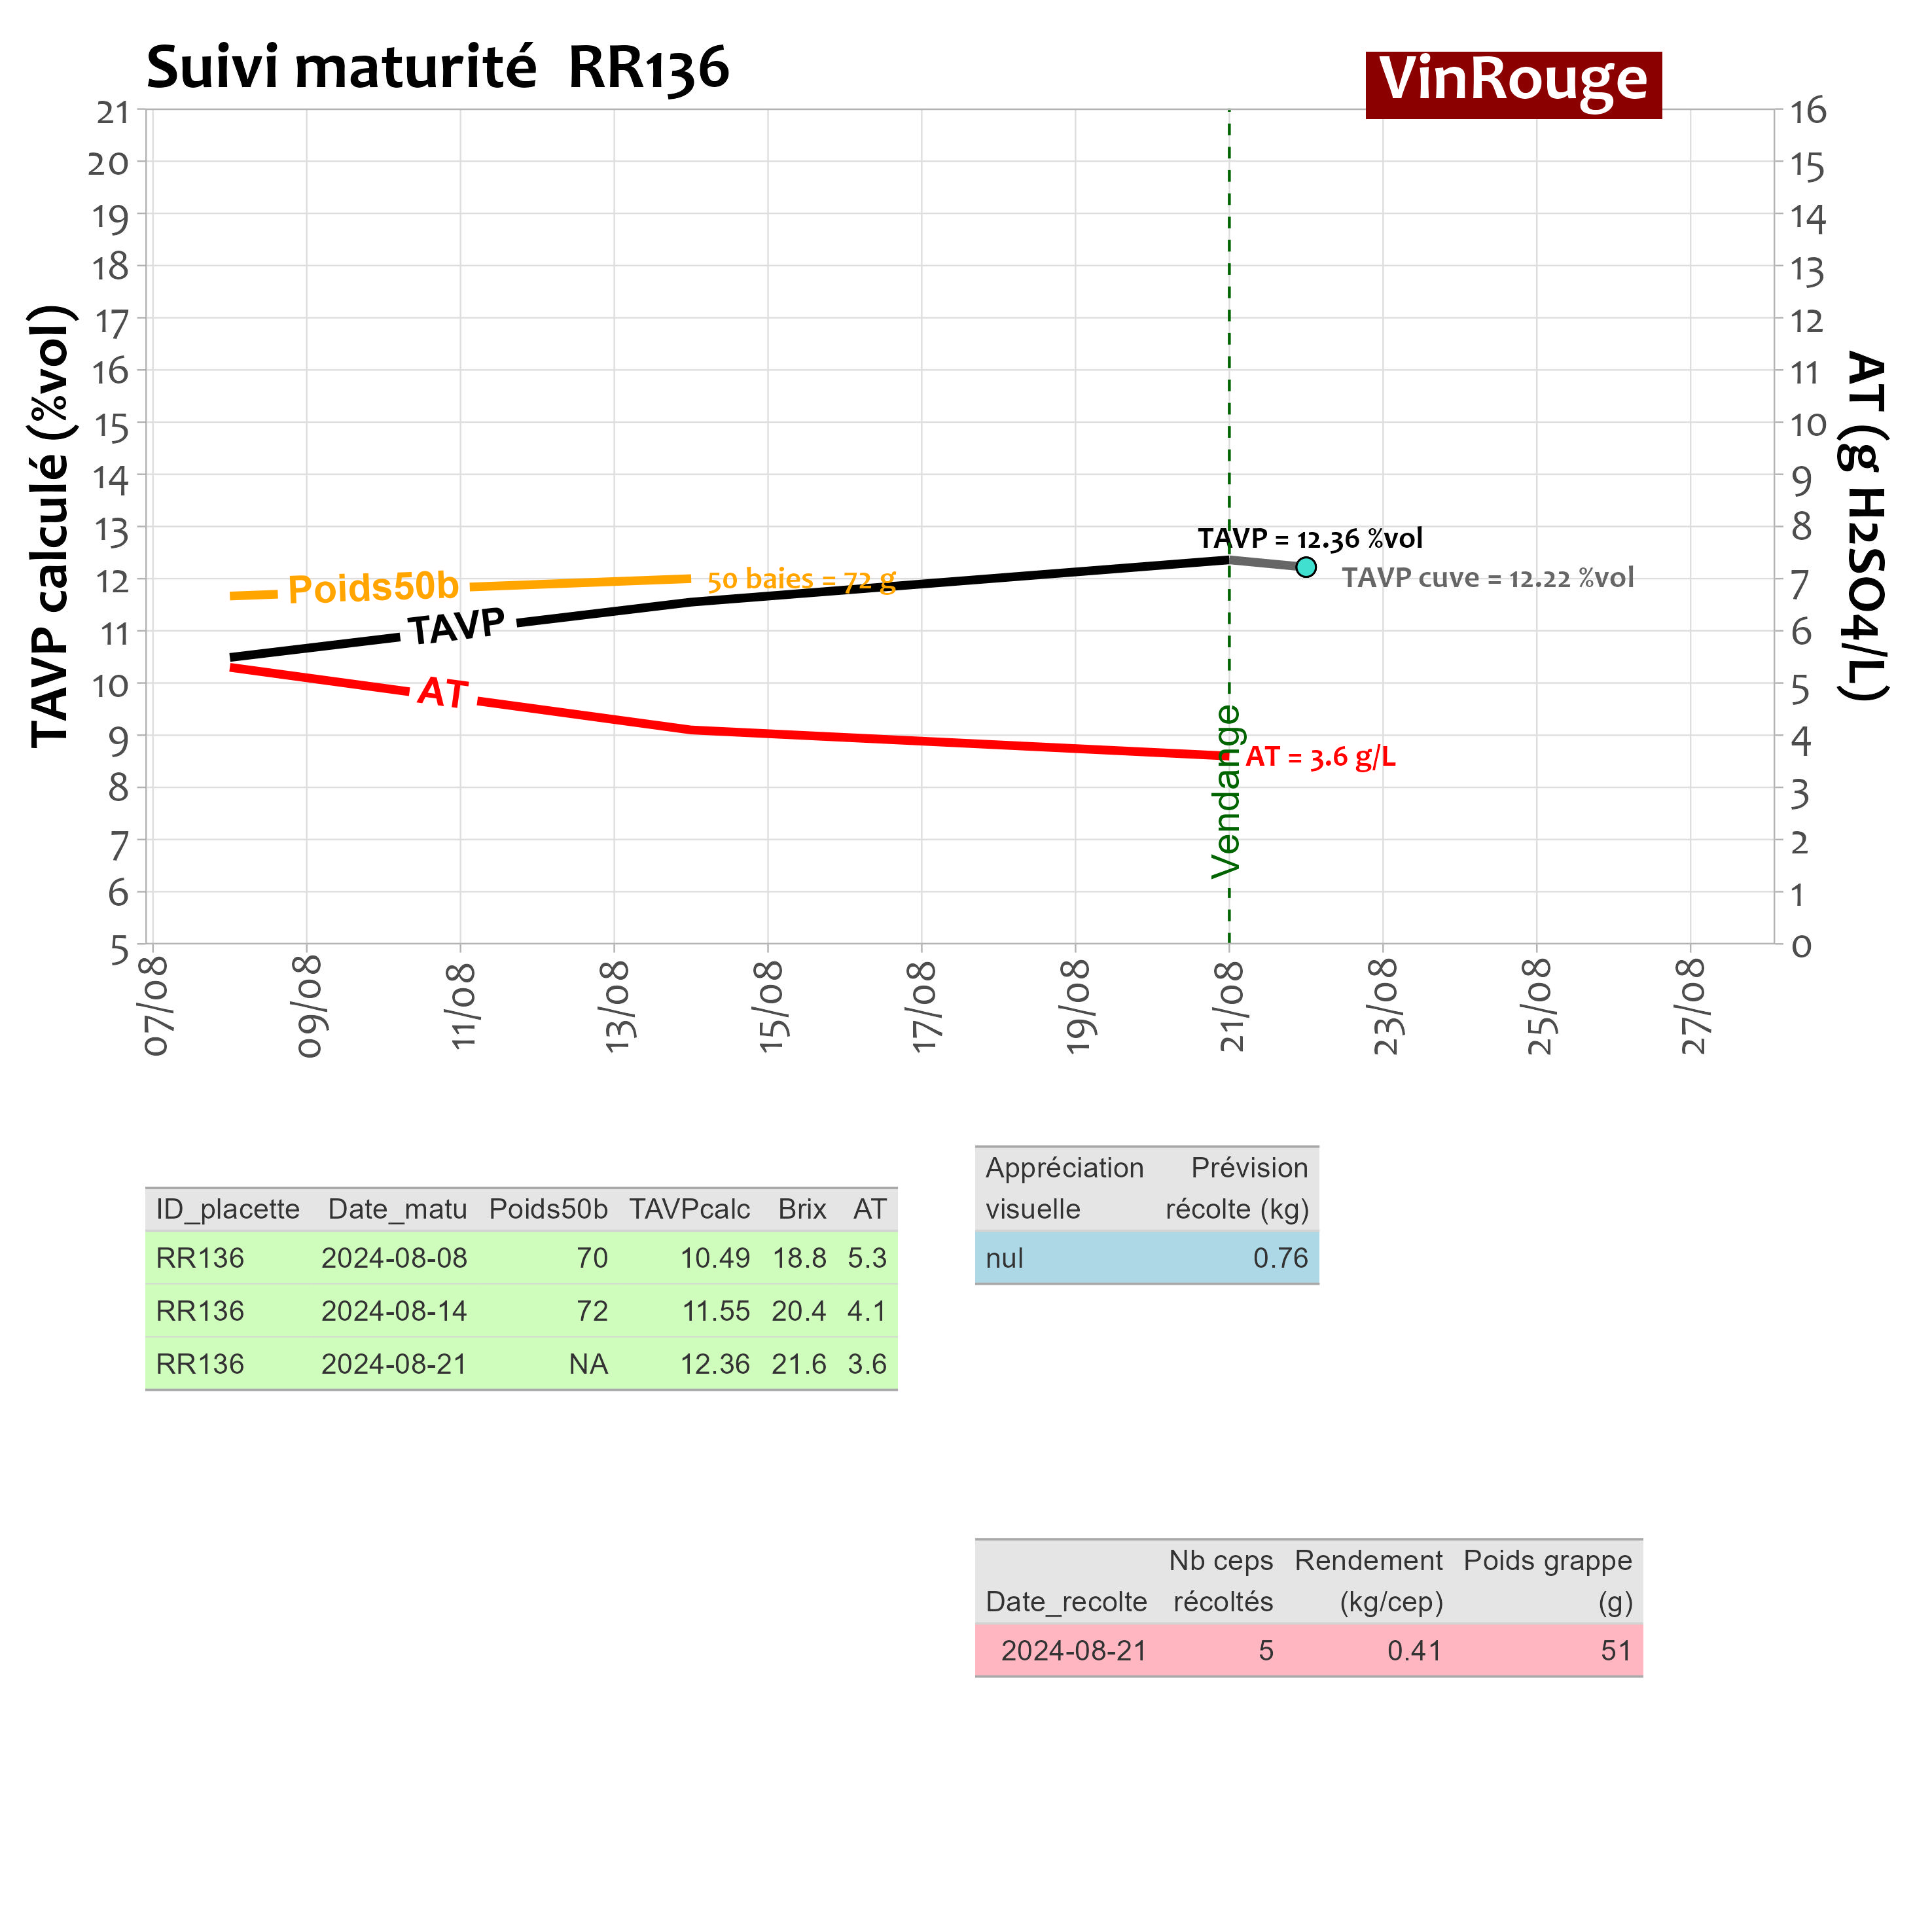 Suivi maturité RR136
VinRouge
TAVP calculé (%vol)
21
20
19
18
17
16
15
14
13
12
11
10
9
8
7
6
5
16
15
14
13
12
11
10
9
8
7
6
5
4
3
2
1
0
AT (g H2SO4/L)
TAVP = 12.36 %vol
TAVP cuve = 12.22 %vol
Poids50b
50 baies = 72 g
TAVP
AT
AT = 3.6 g/L
Vendange
07/08
09/08
11/08
13/08
15/08
17/08
19/08
21/08
23/08
25/08
27/08
ID_placette Date_matu Poids50b TAVPcalc Brix AT
RR136 2024-08-08 70 10.49 18.8 5.3
RR136 2024-08-14 72 11.55 20.4 4.1
RR136 2024-08-21 NA 12.36 21.6 3.6
Appréciation Prévision
visuelle récolte (kg)
nul 0.76
Nb ceps Rendement Poids grappe
Date_recolte récoltés (kg/cep) (g)
2024-08-21 5 0.41 51